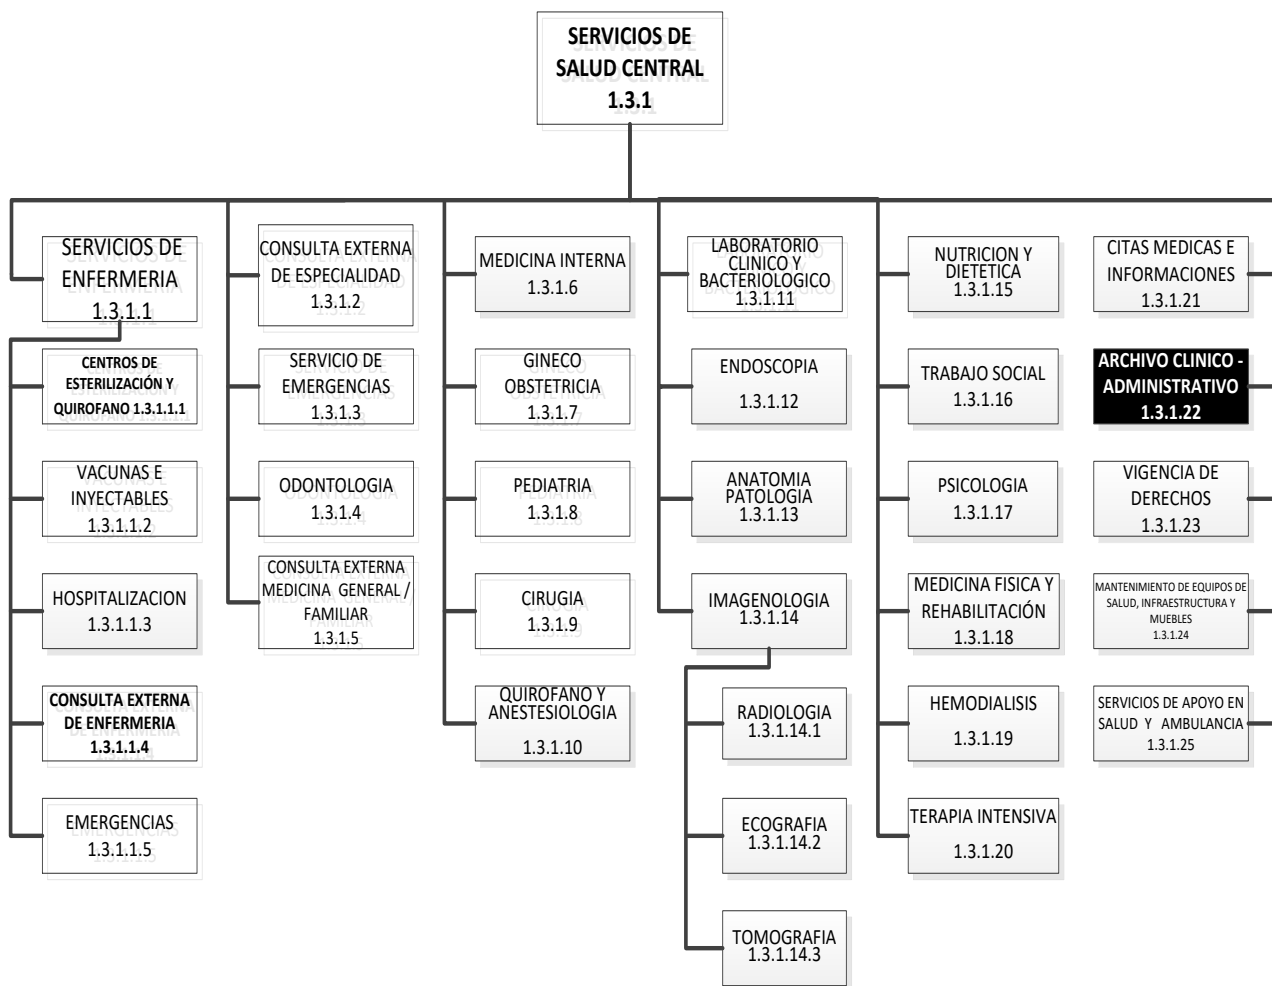 SERVICIOS DE
SALUD CENTRAL
1.3.1
SERVICIOS DE
ENFERMERIA
1.3.1.1
CENTROS DE
ESTERILIZACIÓN Y
QUIROFANO 1.3.1.1.1
VACUNAS E
INYECTABLES
1.3.1.1.2
HOSPITALIZACION
1.3.1.1.3
CONSULTA EXTERNA
DE ENFERMERIA
1.3.1.1.4
EMERGENCIAS
1.3.1.1.5
CONSULTA EXTERNA
DE ESPECIALIDAD
1.3.1.2
SERVICIO DE
EMERGENCIAS
1.3.1.3
ODONTOLOGIA
1.3.1.4
CONSULTA EXTERNA
MEDICINA GENERAL /
FAMILIAR
1.3.1.5
MEDICINA INTERNA
1.3.1.6
GINECO
OBSTETRICIA
1.3.1.7
PEDIATRIA
1.3.1.8
CIRUGIA
1.3.1.9
QUIROFANO Y
ANESTESIOLOGIA
1.3.1.10
LABORATORIO
CLINICO Y
BACTERIOLOGICO
1.3.1.11
ENDOSCOPIA
1.3.1.12
ANATOMIA
PATOLOGIA
1.3.1.13
IMAGENOLOGIA
1.3.1.14
RADIOLOGIA
1.3.1.14.1
ECOGRAFIA
1.3.1.14.2
TOMOGRAFIA
1.3.1.14.3
NUTRICION Y
DIETETICA
1.3.1.15
TRABAJO SOCIAL
1.3.1.16
PSICOLOGIA
1.3.1.17
MEDICINA FISICA Y
REHABILITACIÓN
1.3.1.18
HEMODIALISIS
1.3.1.19
TERAPIA INTENSIVA
1.3.1.20
CITAS MEDICAS E
INFORMACIONES
1.3.1.21
ARCHIVO CLINICO -
ADMINISTRATIVO
1.3.1.22
VIGENCIA DE
DERECHOS
1.3.1.23
MANTENIMIENTO DE EQUIPOS DE
SALUD, INFRAESTRUCTURA Y
MUEBLES
1.3.1.24
SERVICIOS DE APOYO EN
SALUD Y AMBULANCIA
1.3.1.25